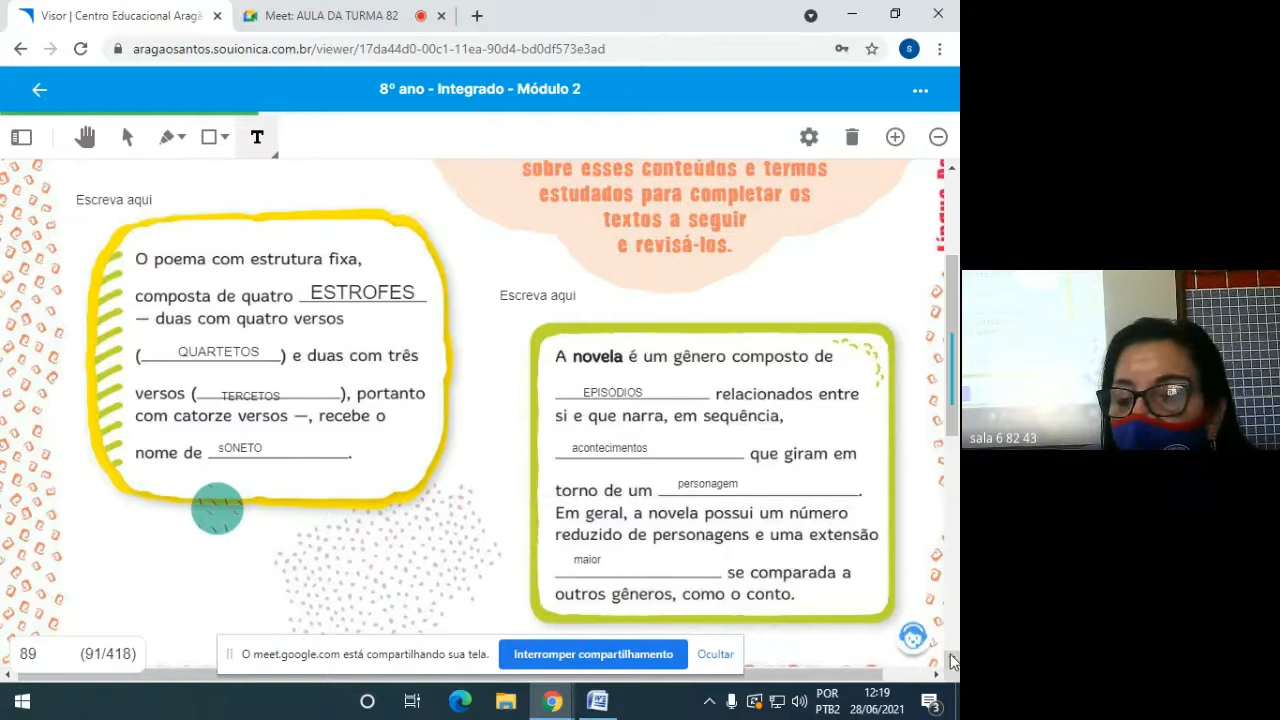 Visor | Centro Educacional Aragã
Meet: AULA DA TURMA 82
aragaosantos.souionica.com.br/viewer/17da44d0-00c1-11ea-90d4-bd0df573e3ad
s
8º ano - Integrado - Módulo 2
T
sobre esses conteúdos e termos
estudados para completar os
textos a seguir
e revisá-los.
Escreva aqui
O poema com estrutura fixa,
composta de quatro ESTROFES
— duas com quatro versos
(QUARTETOS) e duas com três
versos (TERCETOS), portanto
com catorze versos —, recebe o
nome de sONETO.
Escreva aqui
A novela é um gênero composto de
EPISÓDIOS relacionados entre
si e que narra, em sequência,
acontecimentos que giram em
torno de um personagem.
Em geral, a novela possui um número
reduzido de personagens e uma extensão
maior se comparada a
outros gêneros, como o conto.
sala 6 82 43
89 (91/418)
O meet.google.com está compartilhando sua tela.
Interromper compartilhamento
Ocultar
POR
PTB2
12:19
28/06/2021
3